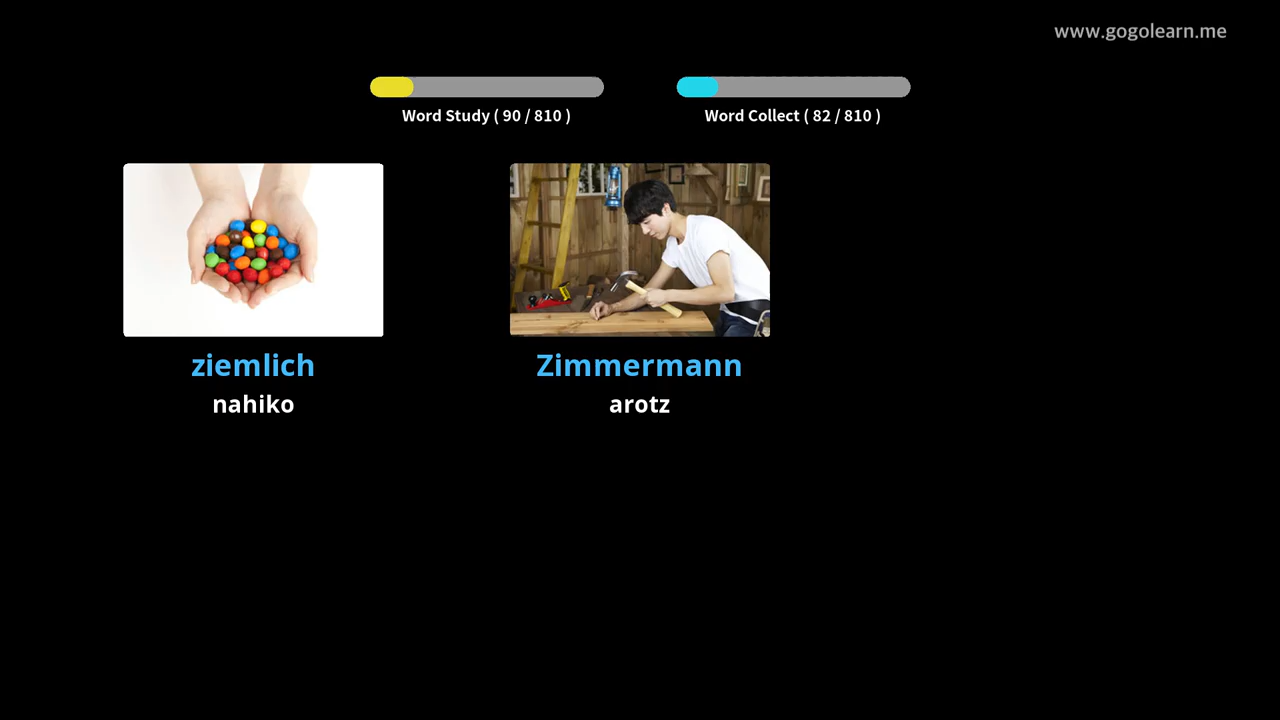 www.gogolearn.me
Word Study ( 90 / 810 )
Word Collect ( 82 / 810 )
ziemlich
nahiko
Zimmermann
arotz